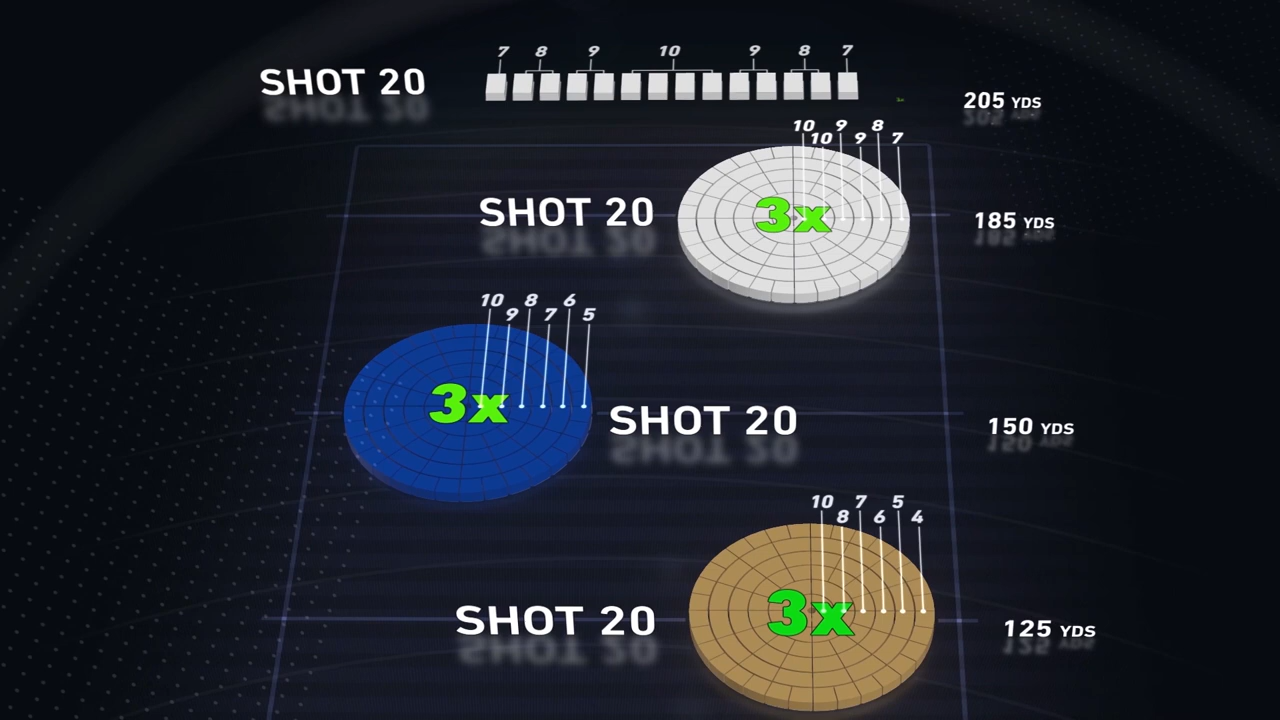 7 8 9 10 9 8 7
SHOT 20
205 YDS
10 9 8
10 9 7
SHOT 20
3x
185 YDS
10 8 6
9 7 5
3x
SHOT 20
150 YDS
10 7 5
8 6 4
SHOT 20
3x
125 YDS